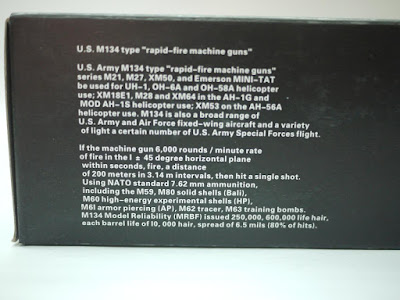 U.S. M134 type "rapid-fire machine guns"
U.S. Army M134 type "rapid-fire machine guns"
series M21, M27, XM50, and Emerson MINI-TAT
be used for UH-1, OH-6A and OH-58A helicopter
use; XM18E1, M28 and XM64 in the AH-1G and
MOD AH-1S helicopter use; XM53 on the AH-56A
helicopter use. M134 is also a broad range of
U.S. Army and Air Force fixed-wing aircraft and a variety
of light a certain number of U.S. Army Special Forces flight.
If the machine gun 6,000 rounds / minute rate
of fire in the I ± 45 degree horizontal plane
within seconds, fire, a distance
of 200 meters in 3.14 m intervals, then hit a single shot.
Using NATO standard 7.62 mm ammunition,
including the M59, M80 solid shells (Bali),
M60 high-energy experimental shells (HP),
M6I armor piercing (AP), M62 tracer, M63 training bombs.
M134 Model Reliability (MRBF) issued 250,000, 600,000 life hair,
each barrel life of I0, 000 hair, spread of 6.5 mils (80% of hits).